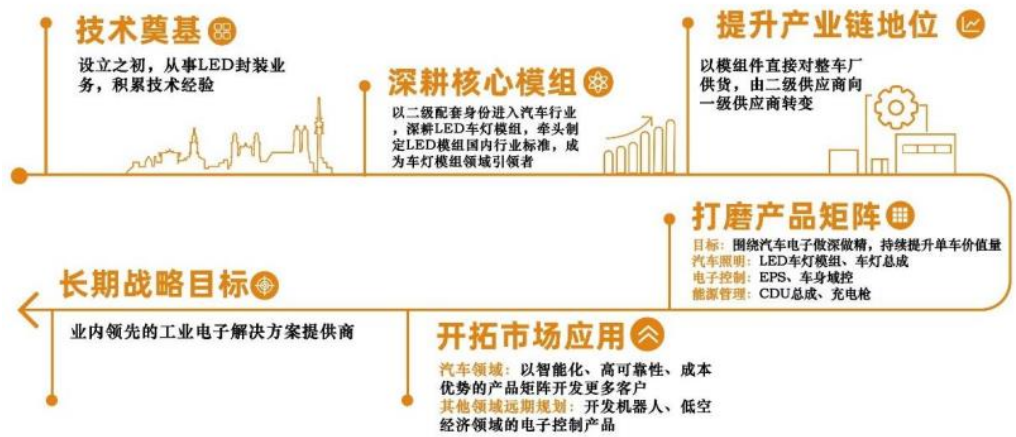 技术奠基
设立之初，从事LED封装业
务，积累技术经验
深耕核心模组
以二级配套身份进入汽车行业
，深耕LED车灯模组，牵头制
定LED模组国内行业标准，成
为车灯模组领域引领者
提升产业链地位
以模组件直接对整车厂
供货，由二级供应商向
一级供应商转变
打磨产品矩阵
目标：围绕汽车电子做深做精，持续提升单车价值量
汽车照明：LED车灯模组、车灯总成
电子控制：EPS、车身域控
能源管理：CDU总成、充电枪
开拓市场应用
汽车领域：以智能化、高可靠性、成本
优势的产品矩阵开发更多客户
其他领域远期规划：开发机器人、低空
经济领域的电子控制产品
长期战略目标
业内领先的工业电子解决方案提供商